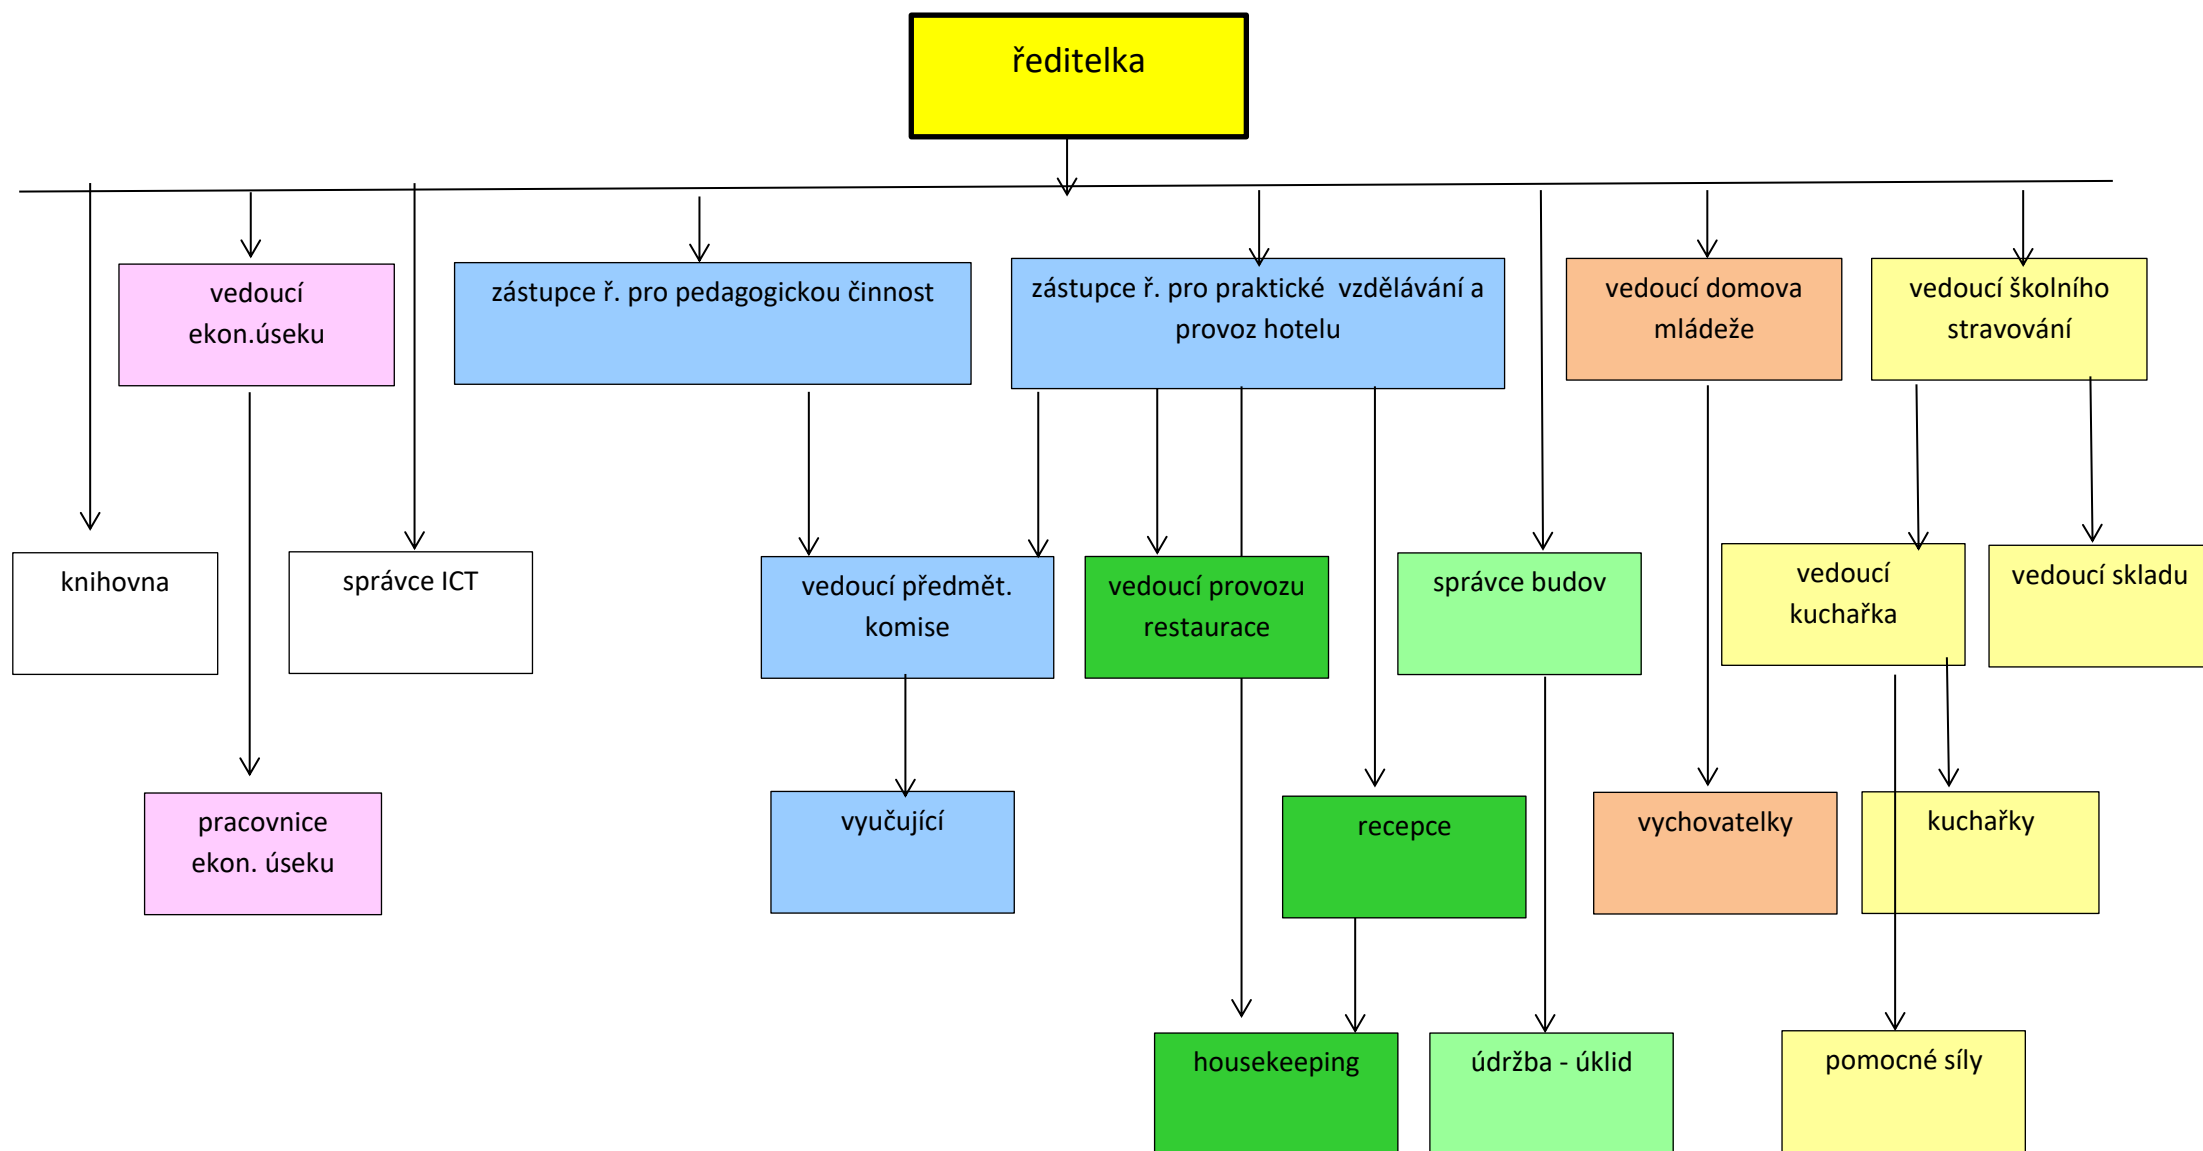 ředitelka
vedoucí
ekon.úseku
zástupce ř. pro pedagogickou činnost
zástupce ř. pro praktické  vzdělávání a
provoz hotelu
vedoucí domova
mládeže
vedoucí školního
stravování
knihovna
správce ICT
vedoucí předmět.
komise
vedoucí provozu
restaurace
správce budov
vedoucí
kuchařka
vedoucí skladu
pracovnice
ekon. úseku
vyučující
recepce
vychovatelky
kuchařky
housekeeping
údržba - úklid
pomocné síly